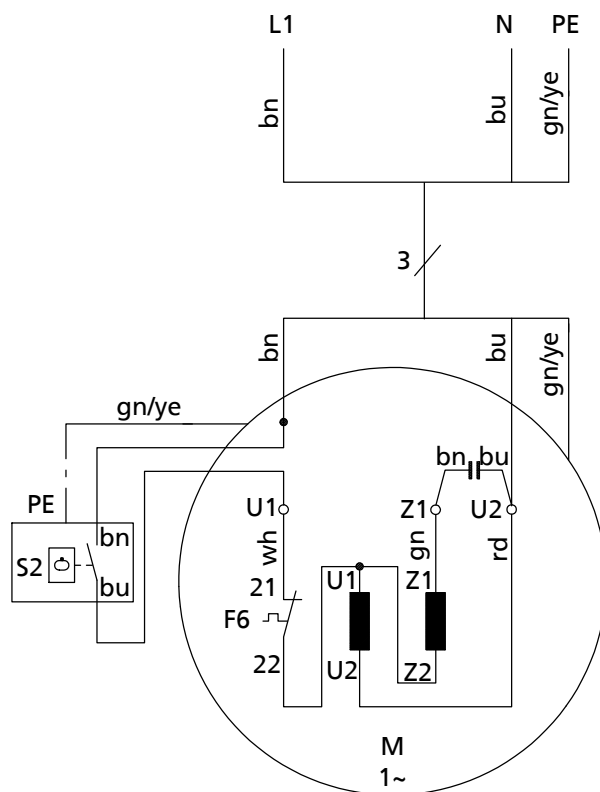 L1 N PE
bn bu gn/ye
3
bn bu gn/ye
gn/ye
bn bu
PE U1 Z1 U2
bn wh gn rd
S2 bu
21 U1 Z1
F6
22 U2 Z2
M
1~